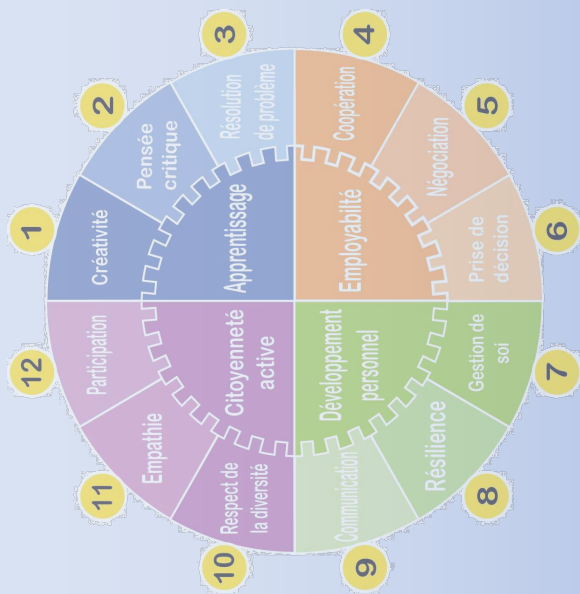 1
Créativité
2
Pensée
critique
3
Résolution
de problème
4
Coopération
5
Négociation
6
Prise de
décision
7
Gestion de
soi
8
Résilience
9
Communication
10
Respect de
la diversité
11
Empathie
12
Participation
Apprentissage
Employabilté
Développement
personnel
Citoyenneté
active